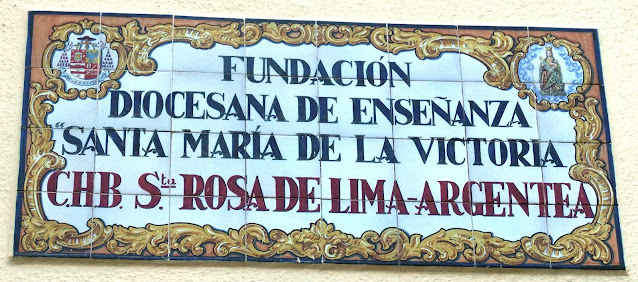 FUNDACIÓN
DIOCESANA DE ENSEÑANZA
"SANTA MARÍA DE LA VICTORIA
C.H.B. Sta ROSA DE LIMA-ARGENTEA